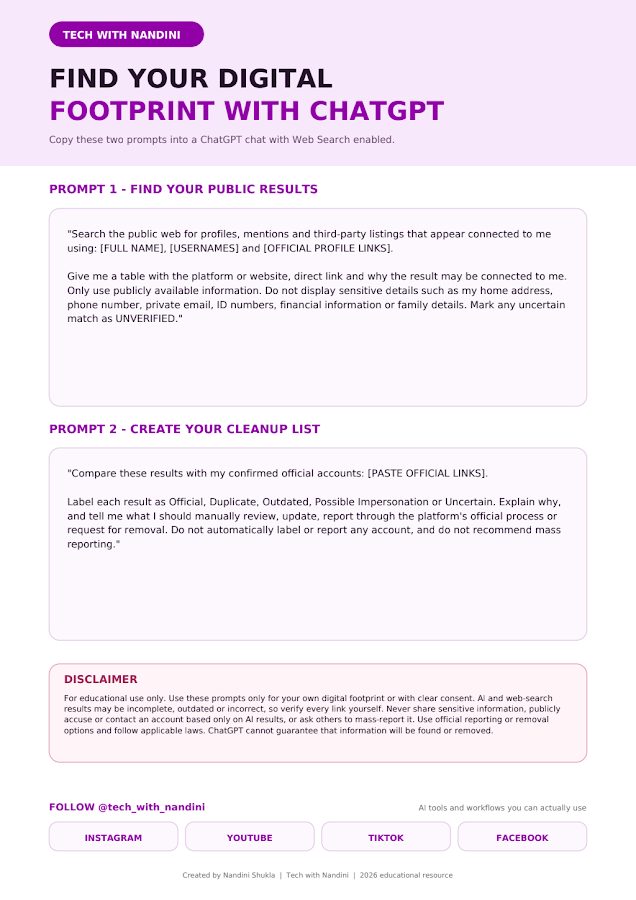 TECH WITH NANDINI
FIND YOUR DIGITAL
FOOTPRINT WITH CHATGPT
Copy these two prompts into a ChatGPT chat with Web Search enabled.
PROMPT 1 - FIND YOUR PUBLIC RESULTS
"Search the public web for profiles, mentions and third-party listings that appear connected to me
using: [FULL NAME], [USERNAMES] and [OFFICIAL PROFILE LINKS].
Give me a table with the platform or website, direct link and why the result may be connected to me.
Only use publicly available information. Do not display sensitive details such as my home address,
phone number, private email, ID numbers, financial information or family details. Mark any uncertain
match as UNVERIFIED."
PROMPT 2 - CREATE YOUR CLEANUP LIST
"Compare these results with my confirmed official accounts: [PASTE OFFICIAL LINKS].
Label each result as Official, Duplicate, Outdated, Possible Impersonation or Uncertain. Explain why,
and tell me what I should manually review, update, report through the platform's official process or
request for removal. Do not automatically label or report any account, and do not recommend mass
reporting."
DISCLAIMER
For educational use only. Use these prompts only for your own digital footprint or with clear consent. AI and web-search
results may be incomplete, outdated or incorrect, so verify every link yourself. Never share sensitive information, publicly
accuse or contact an account based only on AI results, or ask others to mass-report it. Use official reporting or removal
options and follow applicable laws. ChatGPT cannot guarantee that information will be found or removed.
FOLLOW @tech_with_nandini
AI tools and workflows you can actually use
INSTAGRAM
YOUTUBE
TIKTOK
FACEBOOK
Created by Nandini Shukla | Tech with Nandini | 2026 educational resource